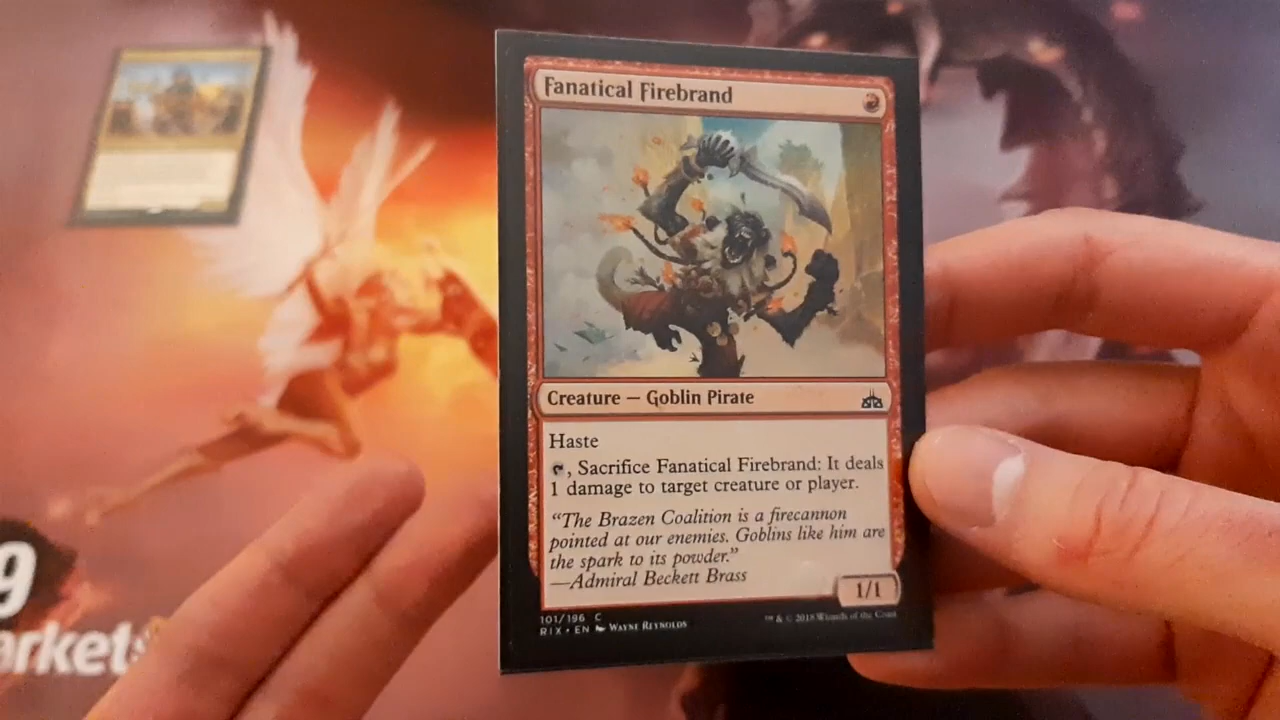 Fanatical Firebrand
Creature — Goblin Pirate
Haste
, Sacrifice Fanatical Firebrand: It deals
1 damage to target creature or player.
“The Brazen Coalition is a firecannon
pointed at our enemies. Goblins like him are
the spark to its powder.”
—Admiral Beckett Brass
1/1
101/196 C
RIX • EN Wayne Reynolds
™ & © 2018 Wizards of the Coast
9
arkets